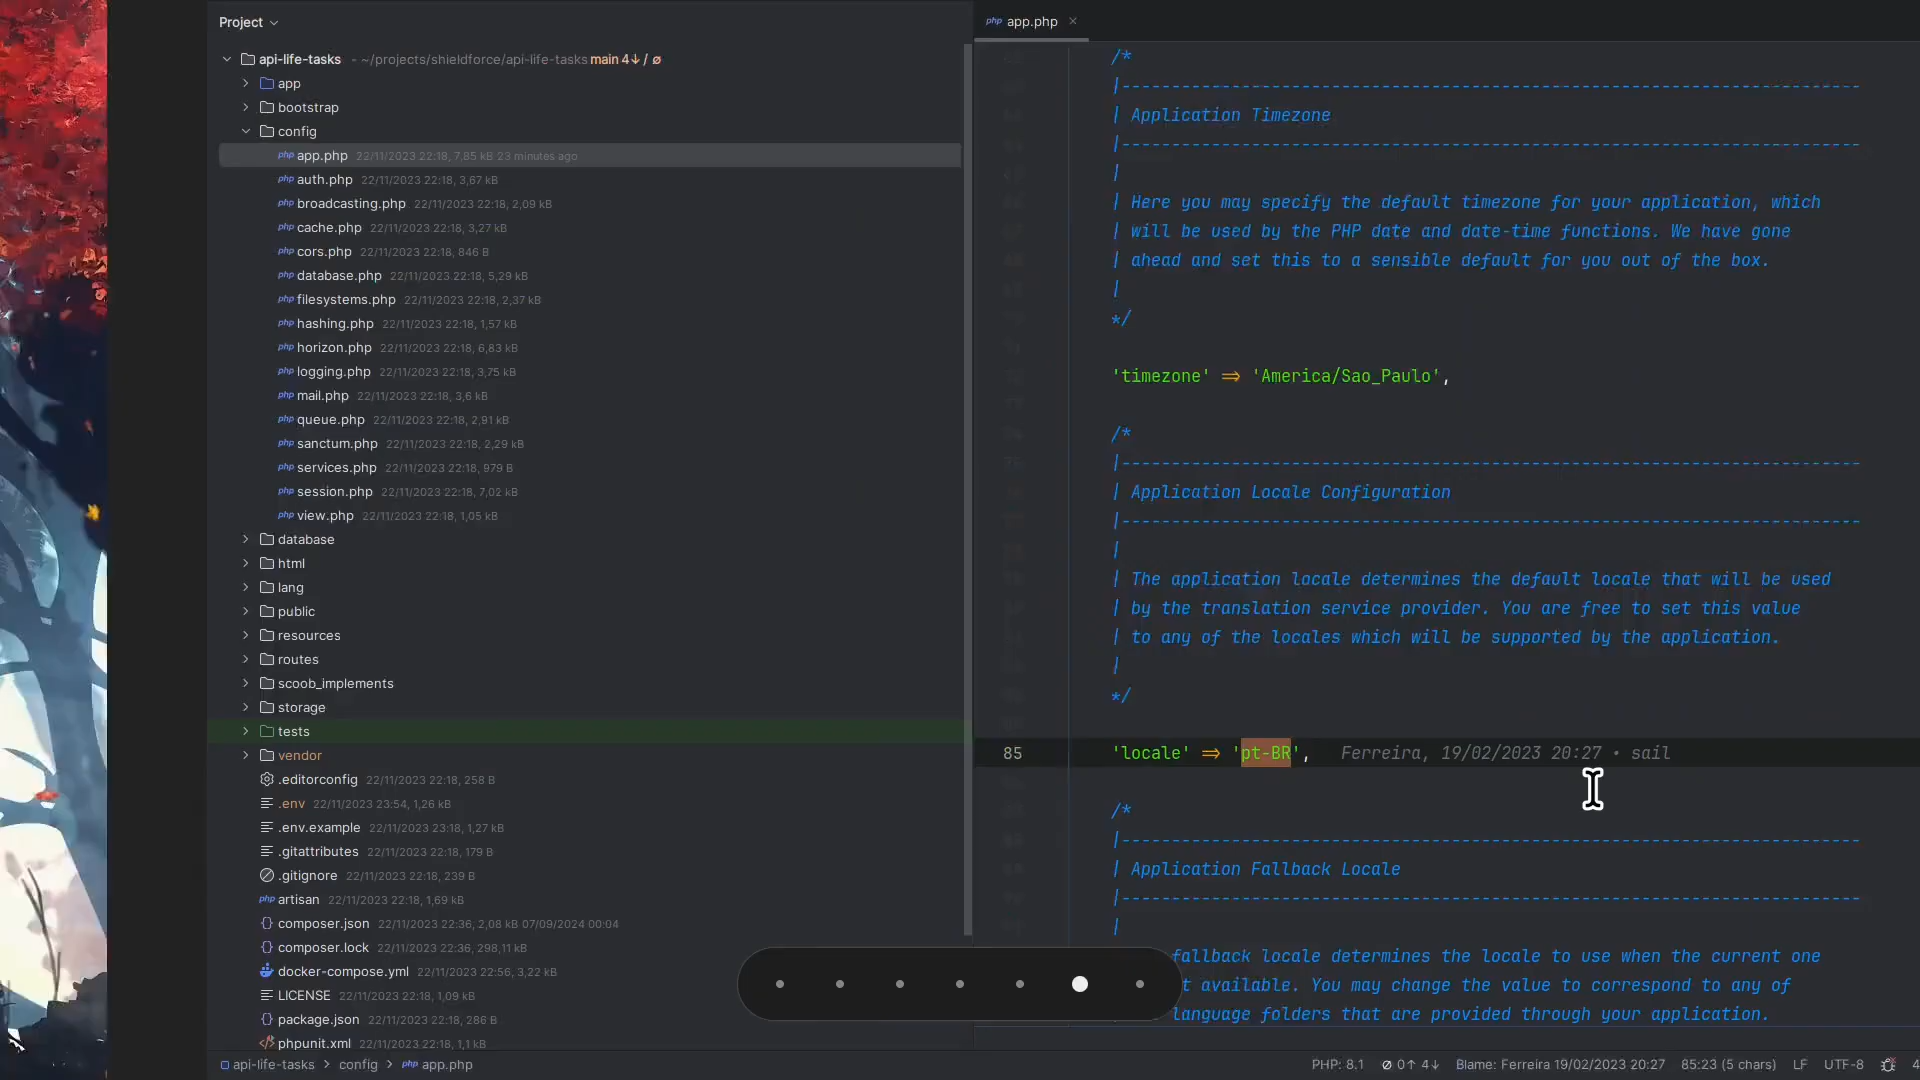 Project
api-life-tasks - ~/projects/shieldforce/api-life-tasks main 4↓ / ø
app
bootstrap
config
php app.php 22/11/2023 22:18, 7,85 kB 23 minutes ago
php auth.php 22/11/2023 22:18, 3,67 kB
php broadcasting.php 22/11/2023 22:18, 2,09 kB
php cache.php 22/11/2023 22:18, 3,27 kB
php cors.php 22/11/2023 22:18, 846 B
php database.php 22/11/2023 22:18, 5,29 kB
php filesystems.php 22/11/2023 22:18, 2,37 kB
php hashing.php 22/11/2023 22:18, 1,57 kB
php horizon.php 22/11/2023 22:18, 6,83 kB
php logging.php 22/11/2023 22:18, 3,75 kB
php mail.php 22/11/2023 22:18, 3,6 kB
php queue.php 22/11/2023 22:18, 2,91 kB
php sanctum.php 22/11/2023 22:18, 2,29 kB
php services.php 22/11/2023 22:18, 979 B
php session.php 22/11/2023 22:18, 7,02 kB
php view.php 22/11/2023 22:18, 1,05 kB
database
html
lang
public
resources
routes
scoob_implements
storage
tests
vendor
.editorconfig 22/11/2023 22:18, 258 B
.env 22/11/2023 23:54, 1,26 kB
.env.example 22/11/2023 23:18, 1,27 kB
.gitattributes 22/11/2023 22:18, 179 B
.gitignore 22/11/2023 22:18, 239 B
php artisan 22/11/2023 22:18, 1,69 kB
{} composer.json 22/11/2023 22:36, 2,08 kB 07/09/2024 00:04
{} composer.lock 22/11/2023 22:36, 298,11 kB
docker-compose.yml 22/11/2023 22:56, 3,22 kB
LICENSE 22/11/2023 22:18, 1,09 kB
{} package.json 22/11/2023 22:18, 286 B
phpunit.xml 22/11/2023 22:18, 1,1 kB
php app.php ×
/*
|--------------------------------------------------------------------------
| Application Timezone
|--------------------------------------------------------------------------
|
| Here you may specify the default timezone for your application, which
| will be used by the PHP date and date-time functions. We have gone
| ahead and set this to a sensible default for you out of the box.
|
*/
'timezone' => 'America/Sao_Paulo',
/*
|--------------------------------------------------------------------------
| Application Locale Configuration
|--------------------------------------------------------------------------
|
| The application locale determines the default locale that will be used
| by the translation service provider. You are free to set this value
| to any of the locales which will be supported by the application.
|
*/
85 'locale' => 'pt-BR', Ferreira, 19/02/2023 20:27 • sail
/*
|--------------------------------------------------------------------------
| Application Fallback Locale
|--------------------------------------------------------------------------
|
fallback locale determines the locale to use when the current one
available. You may change the value to correspond to any of
language folders that are provided through your application.
api-life-tasks > config > php app.php
PHP: 8.1 ø 0↑ 4↓ Blame: Ferreira 19/02/2023 20:27 85:23 (5 chars) LF UTF-8 4